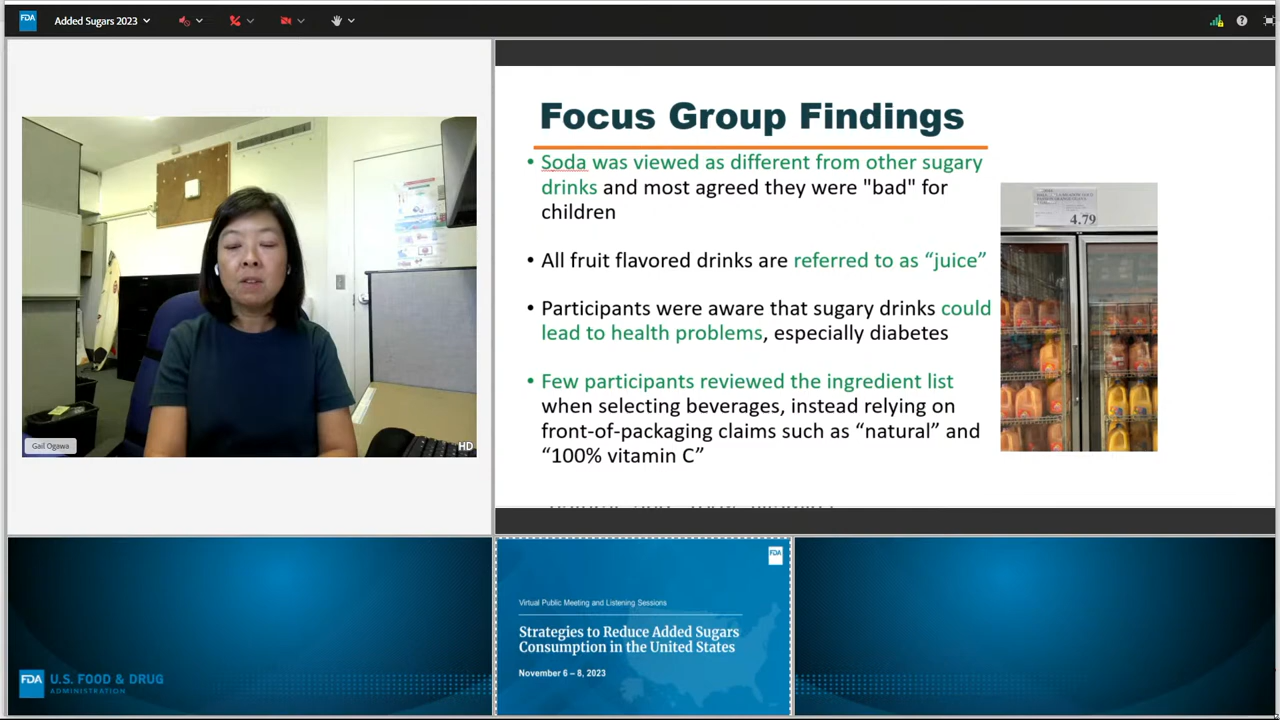 FDA
Added Sugars 2023
Focus Group Findings
• Soda was viewed as different from other sugary
drinks and most agreed they were "bad" for
children
• All fruit flavored drinks are referred to as “juice”
• Participants were aware that sugary drinks could
lead to health problems, especially diabetes
• Few participants reviewed the ingredient list
when selecting beverages, instead relying on
front-of-packaging claims such as “natural” and
“100% vitamin C”
4.79
Gail Ogawa
HD
FDA
Virtual Public Meeting and Listening Sessions
Strategies to Reduce Added Sugars
Consumption in the United States
November 6 – 8, 2023
FDA U.S. FOOD & DRUG
ADMINISTRATION